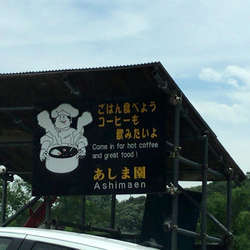 ごはん食べよう
コーヒーも
飲みたいよ
Come in for hot coffee
and great food!
あしま園
Ashimaen